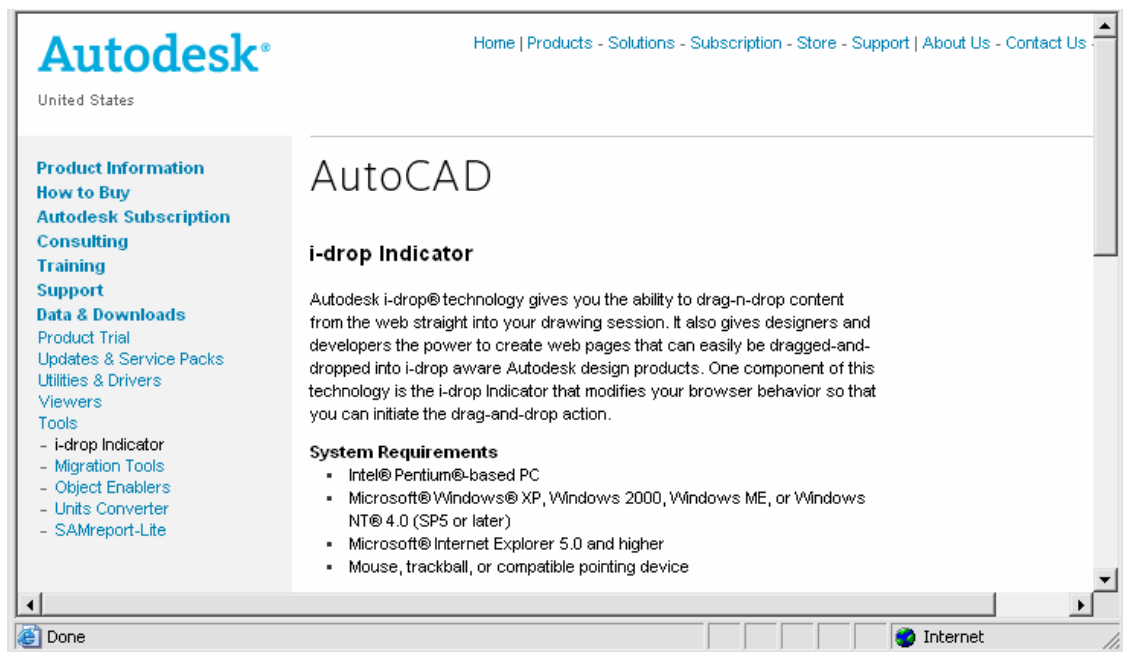 Autodesk®
Home | Products - Solutions - Subscription - Store - Support | About Us - Contact Us -
United States
Product Information
How to Buy
Autodesk Subscription
Consulting
Training
Support
Data & Downloads
Product Trial
Updates & Service Packs
Utilities & Drivers
Viewers
Tools
- i-drop Indicator
- Migration Tools
- Object Enablers
- Units Converter
- SAMreport-Lite
AutoCAD
i-drop Indicator
Autodesk i-drop® technology gives you the ability to drag-n-drop content
from the web straight into your drawing session. It also gives designers and
developers the power to create web pages that can easily be dragged-and-
dropped into i-drop aware Autodesk design products. One component of this
technology is the i-drop Indicator that modifies your browser behavior so that
you can initiate the drag-and-drop action.
System Requirements
▪ Intel® Pentium®-based PC
▪ Microsoft® Windows® XP, Windows 2000, Windows ME, or Windows
NT® 4.0 (SP5 or later)
▪ Microsoft® Internet Explorer 5.0 and higher
▪ Mouse, trackball, or compatible pointing device
Done
Internet